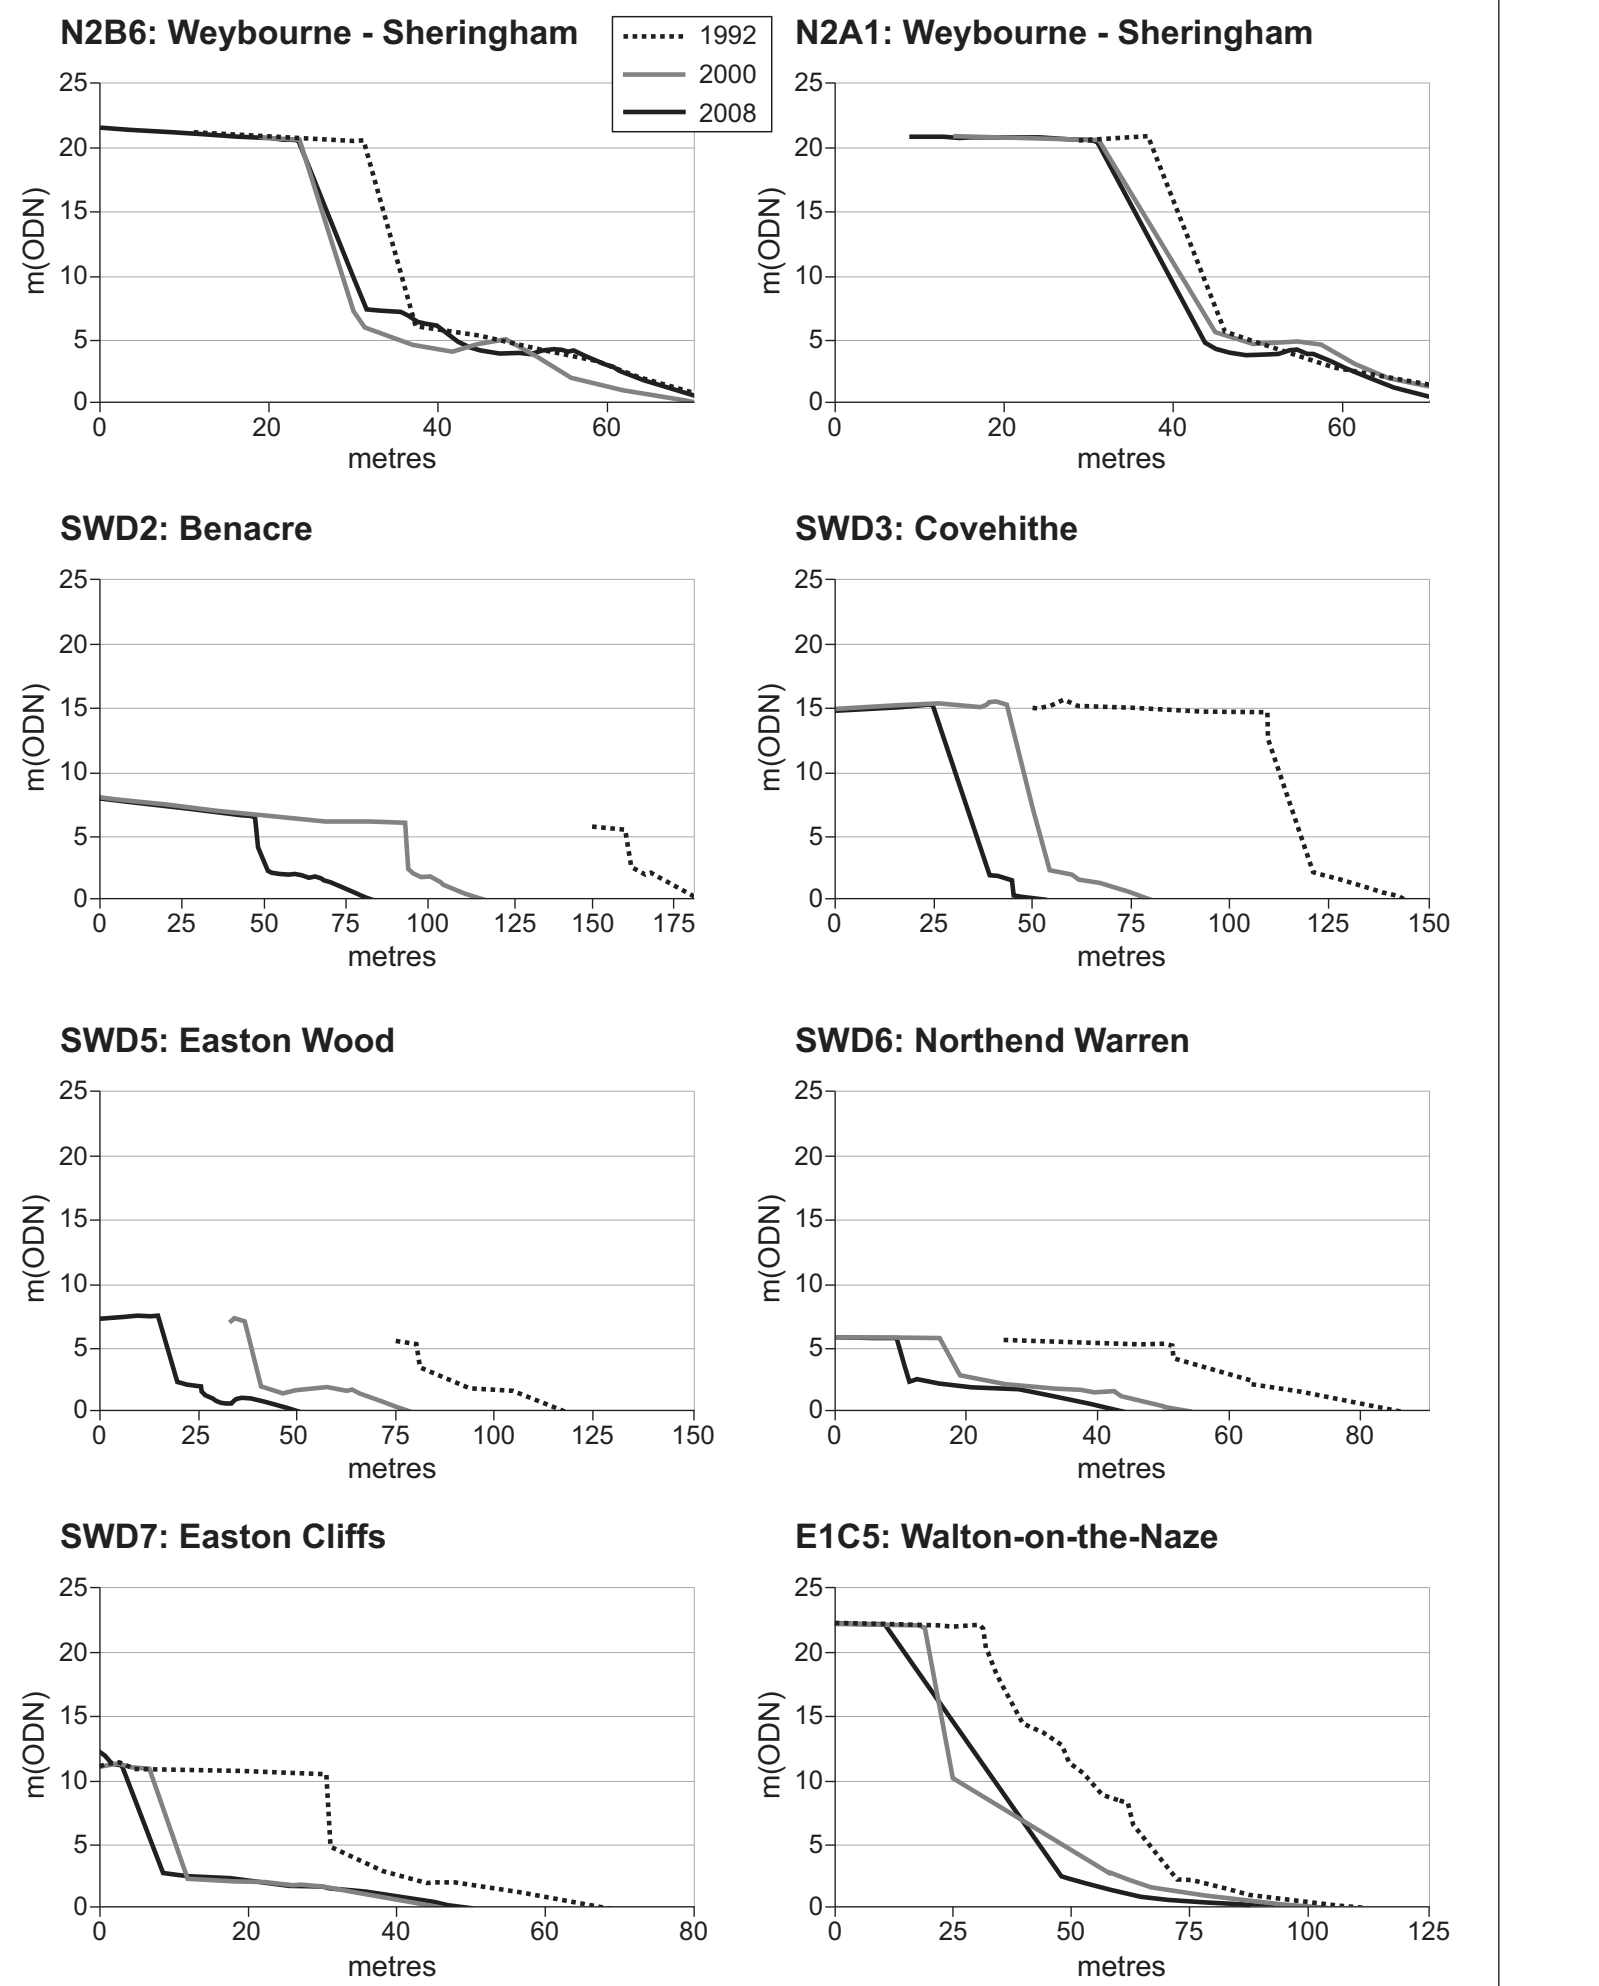 N2B6: Weybourne - Sheringham
1992
2000
2008
25
20
15
10
5
0
m(ODN)
0 20 40 60
metres
N2A1: Weybourne - Sheringham
25
20
15
10
5
0
m(ODN)
0 20 40 60
metres
SWD2: Benacre
25
20
15
10
5
0
m(ODN)
0 25 50 75 100 125 150 175
metres
SWD3: Covehithe
25
20
15
10
5
0
m(ODN)
0 25 50 75 100 125 150
metres
SWD5: Easton Wood
25
20
15
10
5
0
m(ODN)
0 25 50 75 100 125 150
metres
SWD6: Northend Warren
25
20
15
10
5
0
m(ODN)
0 20 40 60 80
metres
SWD7: Easton Cliffs
25
20
15
10
5
0
m(ODN)
0 20 40 60 80
metres
E1C5: Walton-on-the-Naze
25
20
15
10
5
0
m(ODN)
0 25 50 75 100 125
metres